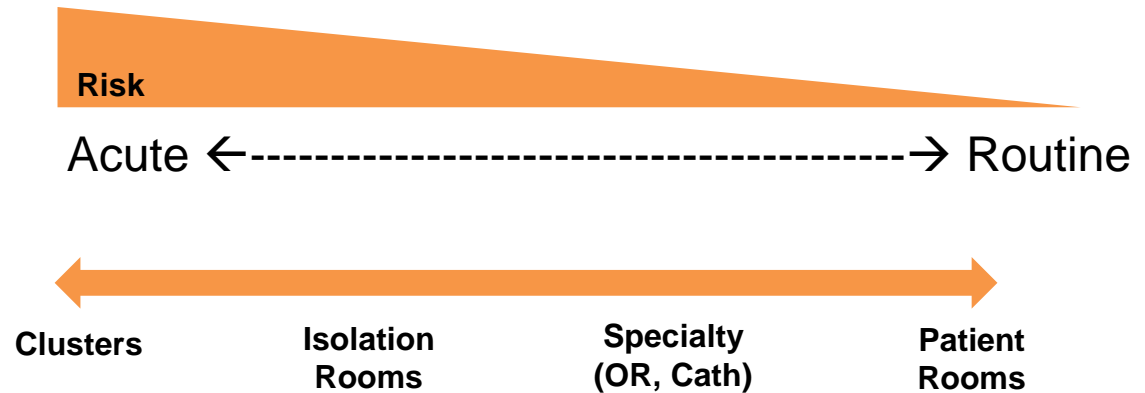 Risk
Acute ←----------------------------------------→ Routine
Clusters
Isolation
Rooms
Specialty
(OR, Cath)
Patient
Rooms